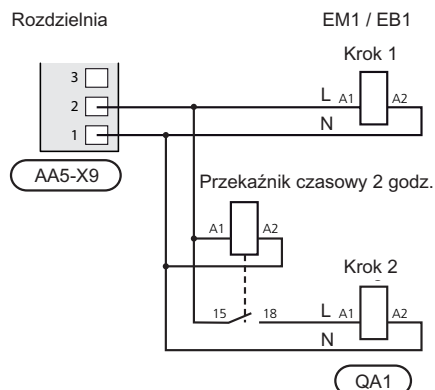 Rozdzielnia
EM1 / EB1
Krok 1
3
2
L A1 A2
1
N
AA5-X9
Przekaźnik czasowy 2 godz.
A1 A2
Krok 2
15 18 L A1 A2
N
QA1